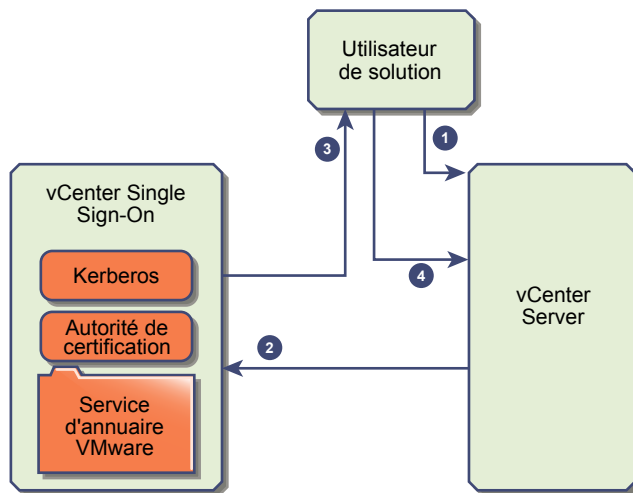 Utilisateur
de solution
1
3
vCenter Single
Sign-On
Kerberos
4
vCenter
Server
Autorité de
certification
2
Service
d'annuaire
VMware